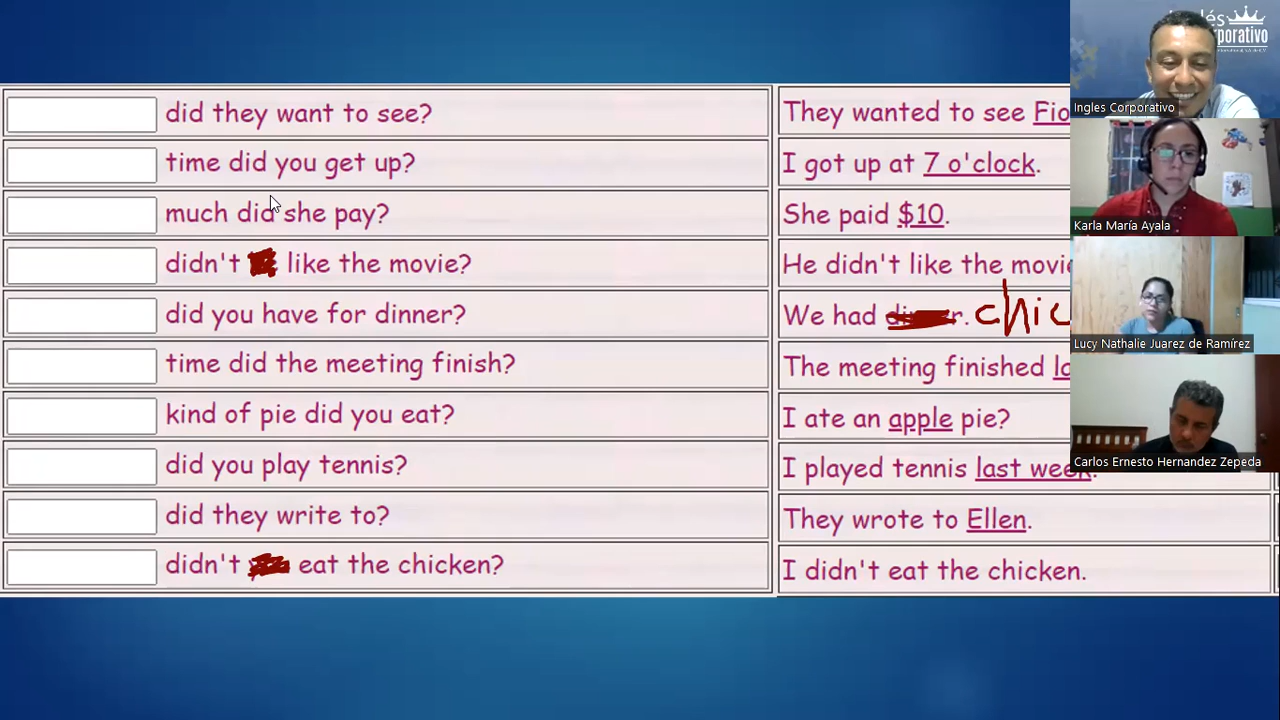 did they want to see? They wanted to see Fio
time did you get up? I got up at 7 o'clock.
much did she pay? She paid $10.
didn't like the movie? He didn't like the movie
did you have for dinner? We had chic
time did the meeting finish? The meeting finished
kind of pie did you eat? I ate an apple pie?
did you play tennis? I played tennis last week.
did they write to? They wrote to Ellen.
didn't eat the chicken? I didn't eat the chicken.
Ingles Corporativo
Karla María Ayala
Lucy Nathalie Juarez de Ramírez
Carlos Ernesto Hernandez Zepeda